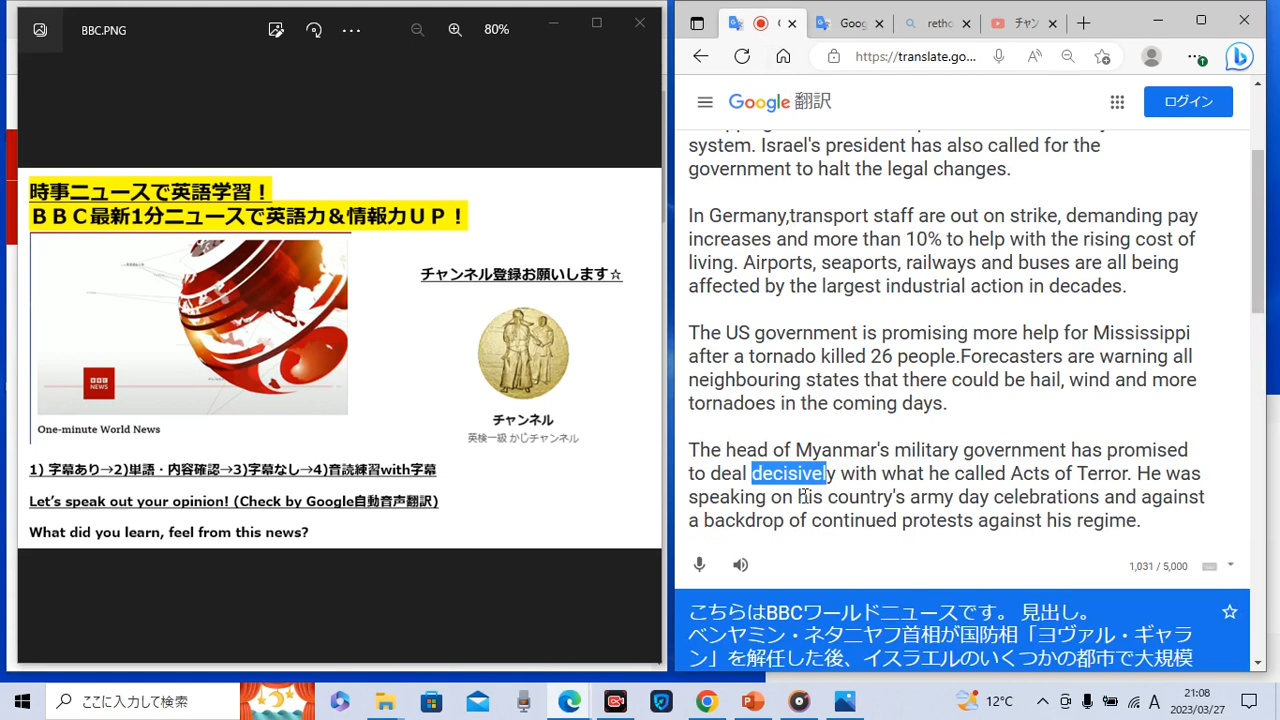 BBC.PNG
80%
時事ニュースで英語学習！
ＢＢＣ最新1分ニュースで英語力＆情報力ＵＰ！
BBC
NEWS
One-minute World News
チャンネル登録お願いします☆
チャンネル
英検一級 かじチャンネル
1) 字幕あり→2)単語・内容確認→3)字幕なし→4)音読練習with字幕
Let's speak out your opinion! (Check by Google自動音声翻訳)
What did you learn, feel from this news?
Goog
retho
チャン
https://translate.go...
Google 翻訳
ログイン
system. Israel's president has also called for the
government to halt the legal changes.
In Germany,transport staff are out on strike, demanding pay
increases and more than 10% to help with the rising cost of
living. Airports, seaports, railways and buses are all being
affected by the largest industrial action in decades.
The US government is promising more help for Mississippi
after a tornado killed 26 people.Forecasters are warning all
neighbouring states that there could be hail, wind and more
tornadoes in the coming days.
The head of Myanmar's military government has promised
to deal decisively with what he called Acts of Terror. He was
speaking on his country's army day celebrations and against
a backdrop of continued protests against his regime.
1,031 / 5,000
こちらはBBCワールドニュースです。 見出し。
ベンヤミン・ネタニヤフ首相が国防相「ヨヴァル・ギャラ
ン」を解任した後、イスラエルのいくつかの都市で大規模
ここに入力して検索
12°C
A
21:08
2023/03/27